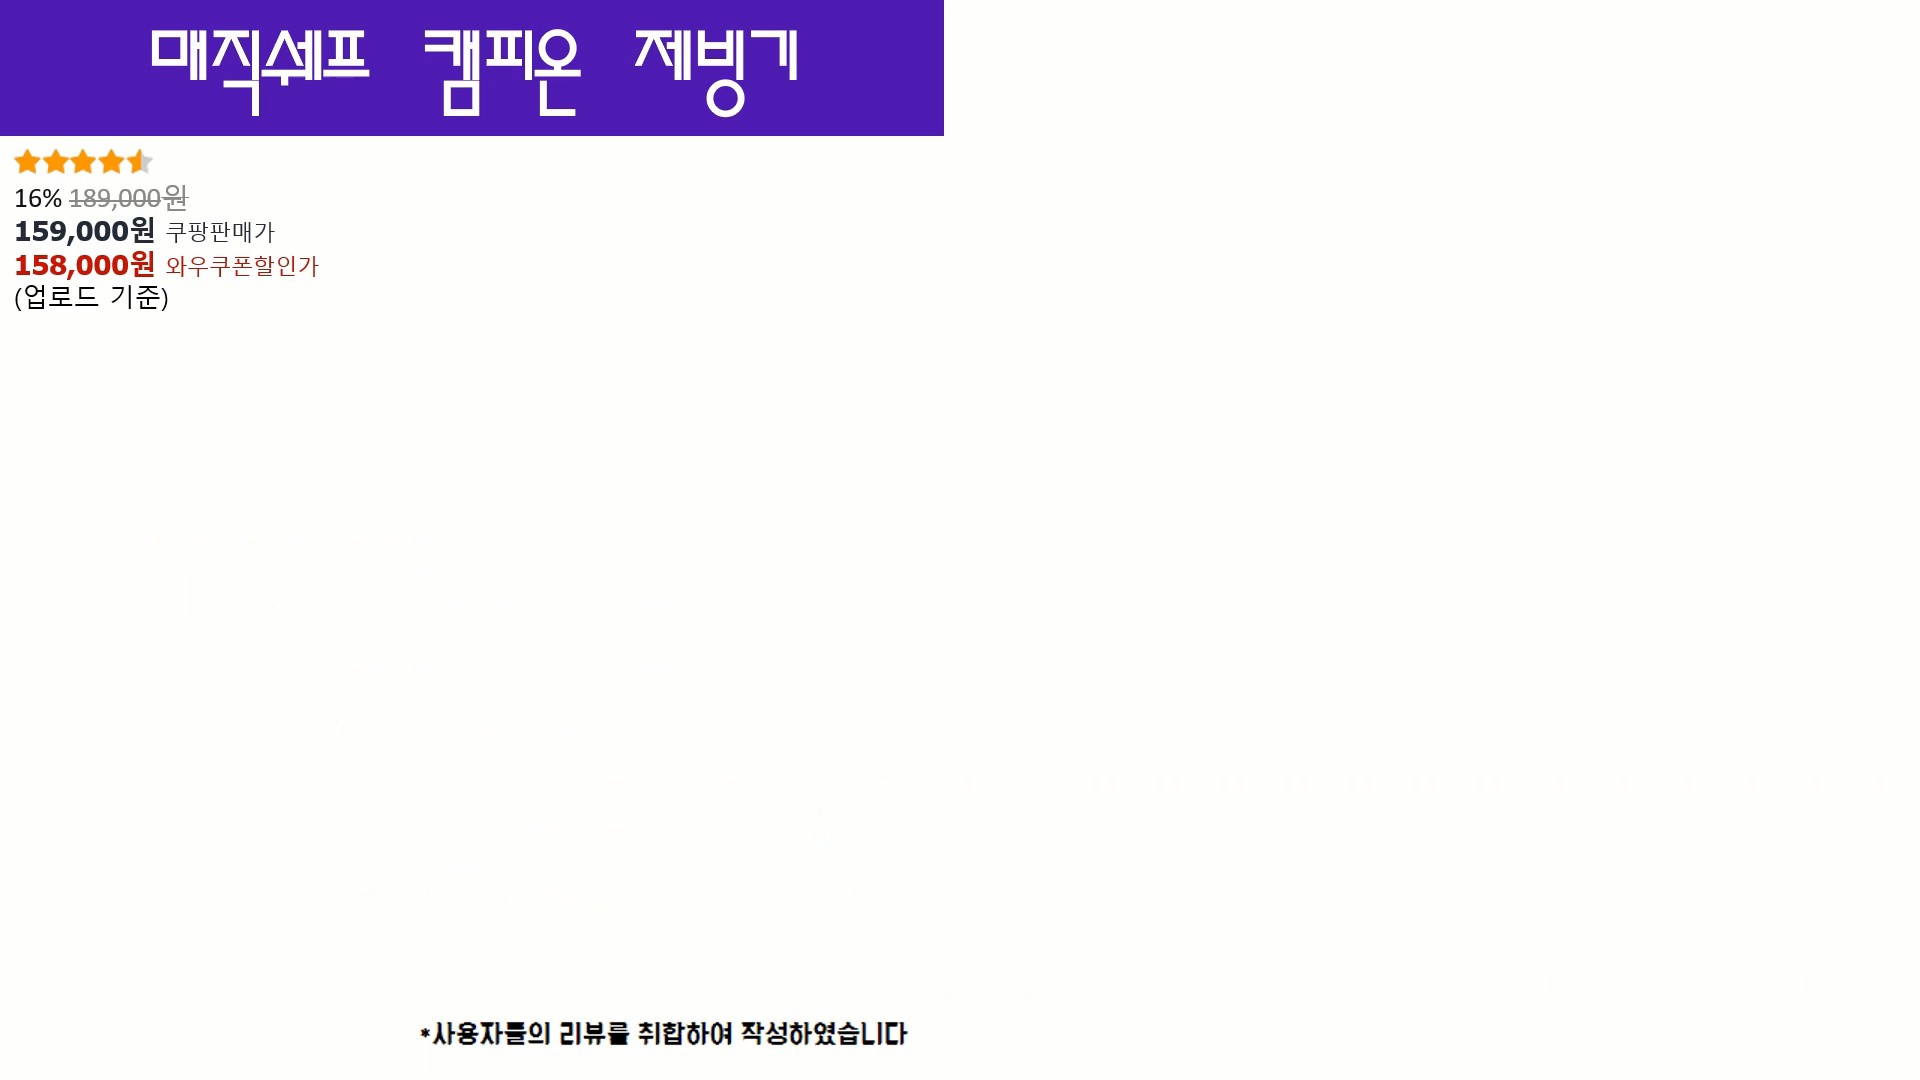 매직쉐프 캠피온 제빙기
16% 189,000원
159,000원 쿠팡판매가
158,000원 와우쿠폰할인가
(업로드 기준)
*사용자들의 리뷰를 취합하여 작성하였습니다